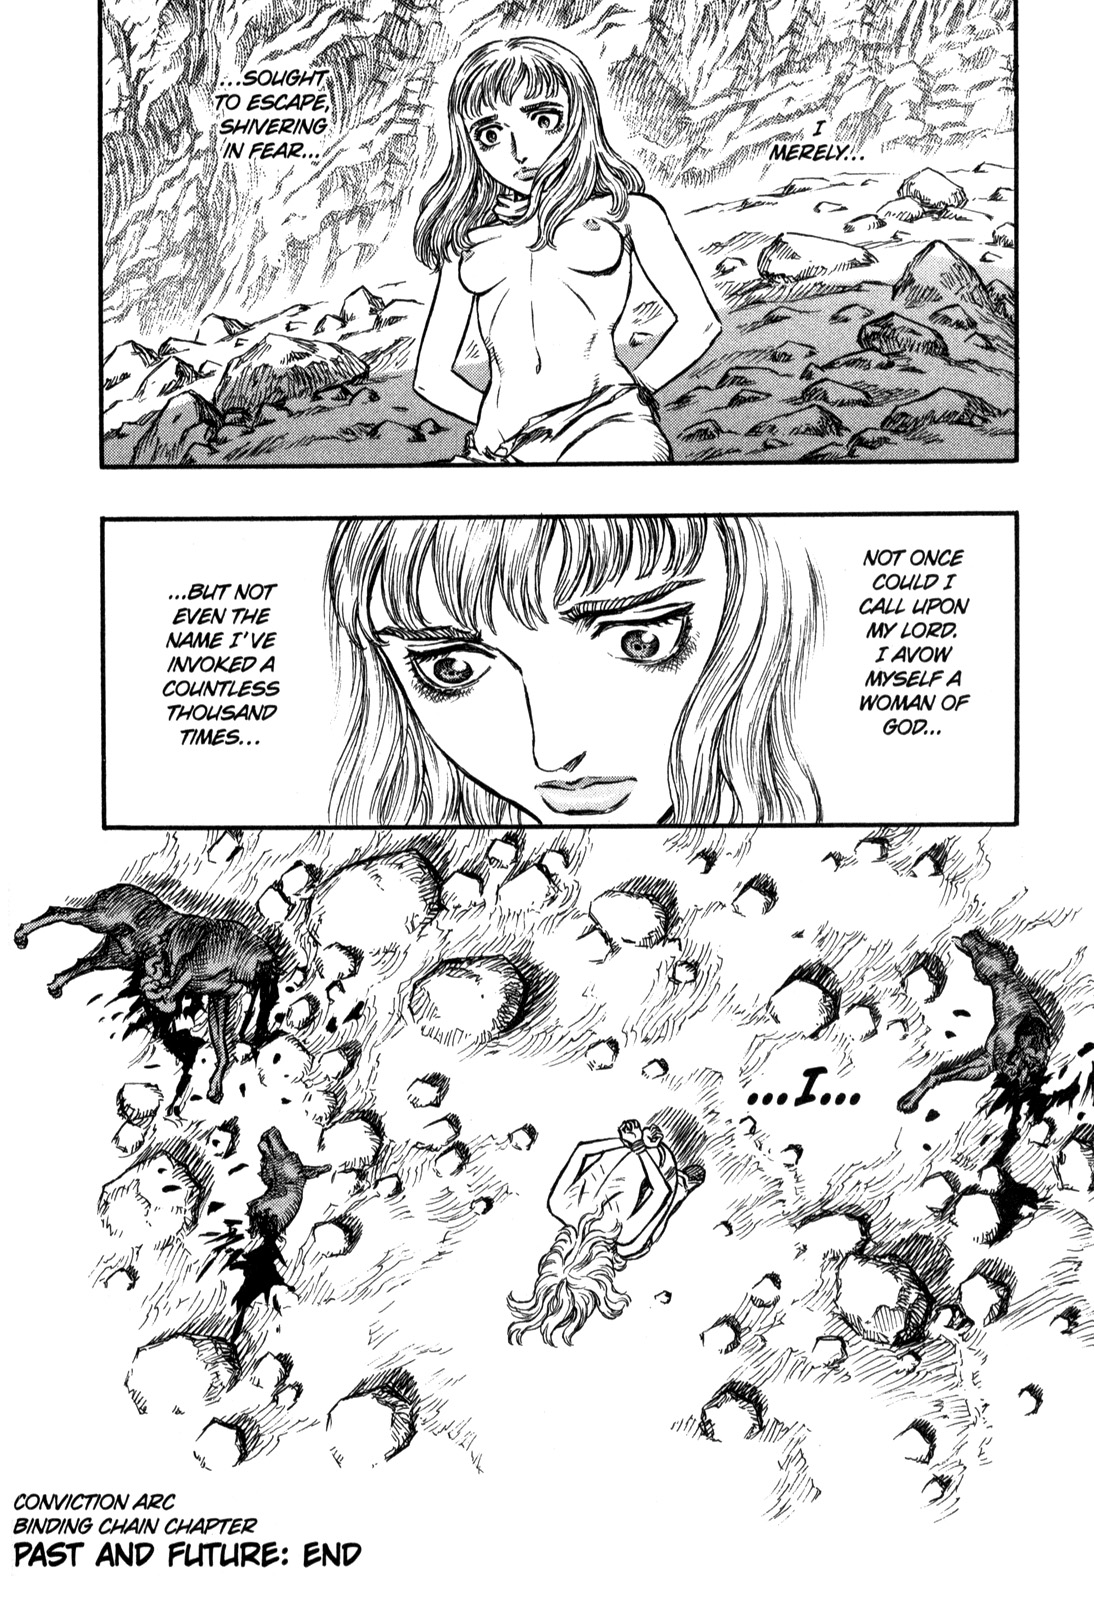 I
MERELY...
...SOUGHT
TO ESCAPE,
SHIVERING
IN FEAR...
NOT ONCE
COULD I
CALL UPON
MY LORD.
I AVOW
MYSELF A
WOMAN OF
GOD...
...BUT NOT
EVEN THE
NAME I'VE
INVOKED A
COUNTLESS
THOUSAND
TIMES...
...I...
CONVICTION ARC
BINDING CHAIN CHAPTER
PAST AND FUTURE: END